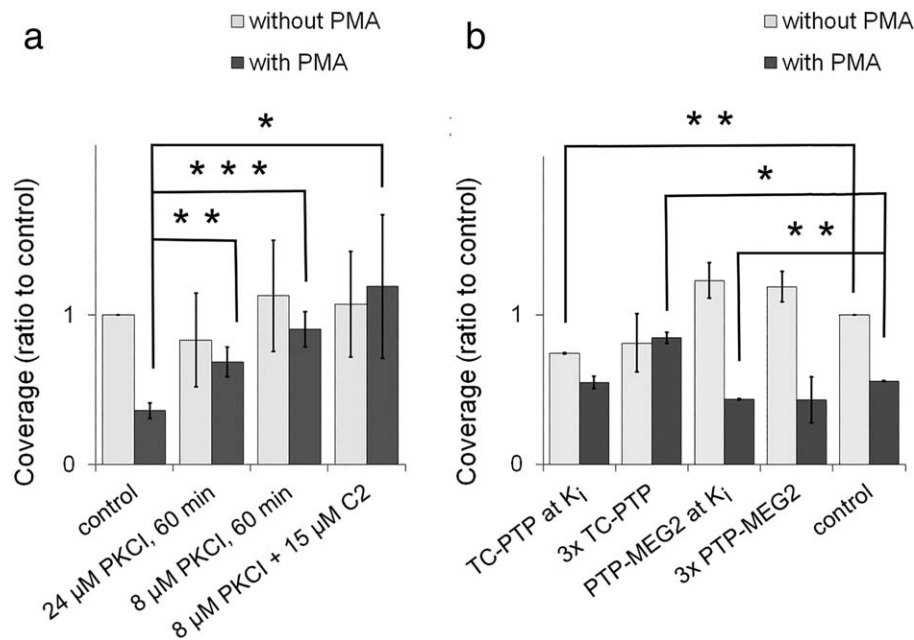 a
without PMA
with PMA
Coverage (ratio to control)
1
0
*
* * *
* *
control
24 µM PKCI, 60 min
8 µM PKCI, 60 min
8 µM PKCI + 15 µM C2
b
without PMA
with PMA
Coverage (ratio to control)
1
0
* *
*
* *
TC-PTP at Ki
3x TC-PTP
PTP-MEG2 at Ki
3x PTP-MEG2
control